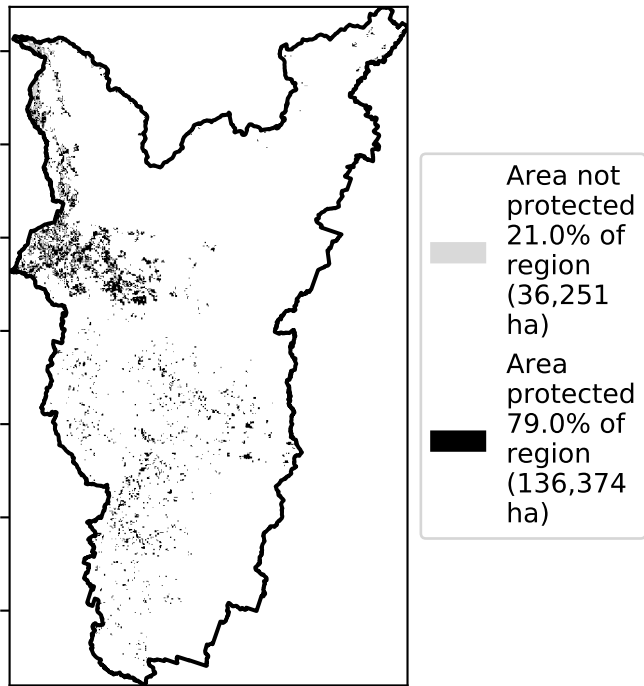 Area not
protected
21.0% of
region
(36,251
ha)
Area
protected
79.0% of
region
(136,374
ha)